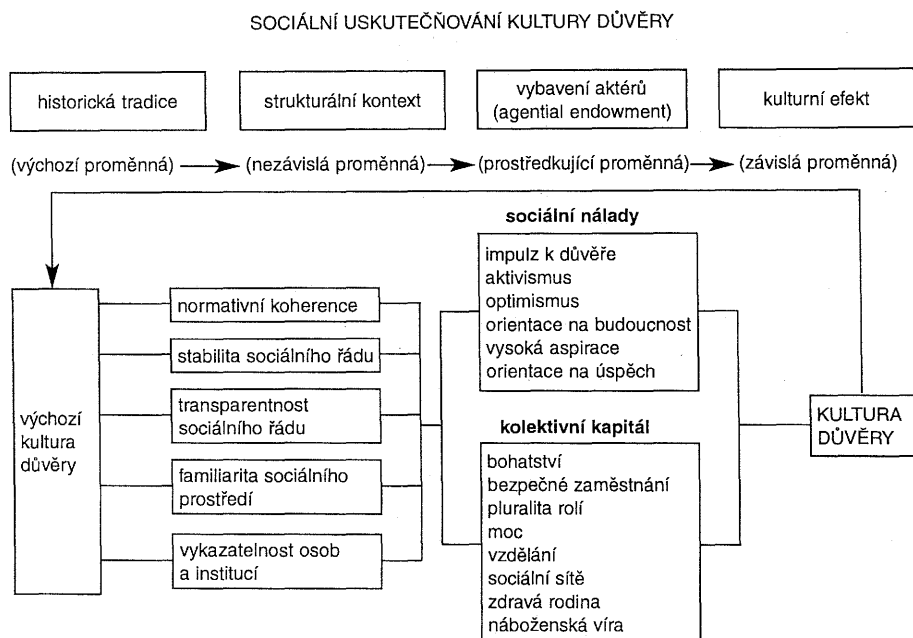 SOCIÁLNÍ USKUTEČŇOVÁNÍ KULTURY DŮVĚRY
historická tradice
strukturální kontext
vybavení aktérů
(agential endowment)
kulturní efekt
(výchozí proměnná)
(nezávislá proměnná)
(prostředkující proměnná)
(závislá proměnná)
výchozí
kultura
důvěry
normativní koherence
stabilita sociálního řádu
transparentnost
sociálního řádu
familiarita sociálního
prostředí
vykazatelnost osob
a institucí
sociální nálady
impulz k důvěře
aktivismus
optimismus
orientace na budoucnost
vysoká aspirace
orientace na úspěch
kolektivní kapitál
bohatství
bezpečné zaměstnání
pluralita rolí
moc
vzdělání
sociální sítě
zdravá rodina
náboženská víra
KULTURA
DŮVĚRY